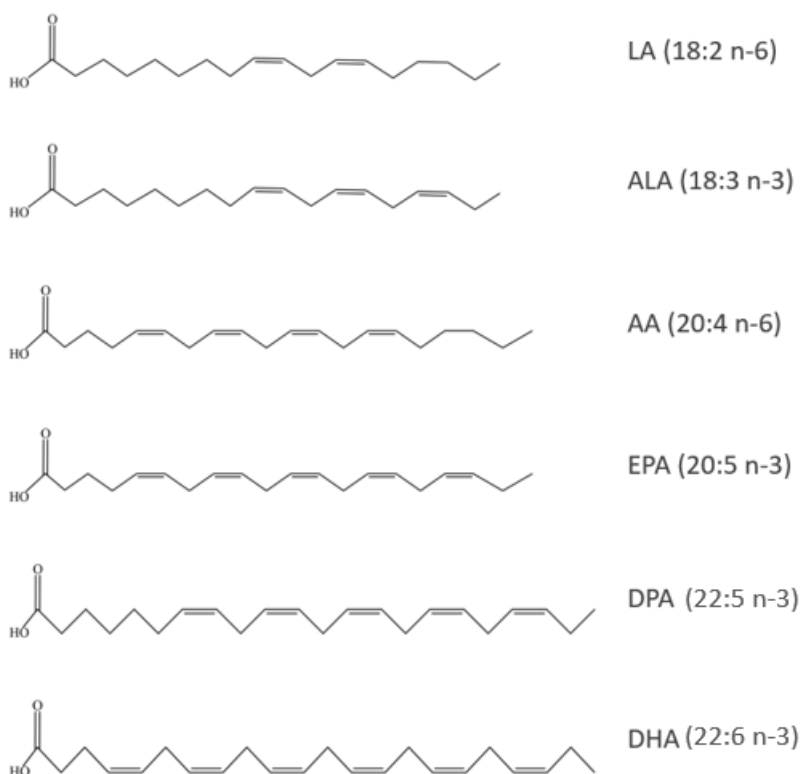 O
HO
LA (18:2 n-6)
O
HO
ALA (18:3 n-3)
O
HO
AA (20:4 n-6)
O
HO
EPA (20:5 n-3)
O
HO
DPA (22:5 n-3)
O
HO
DHA (22:6 n-3)